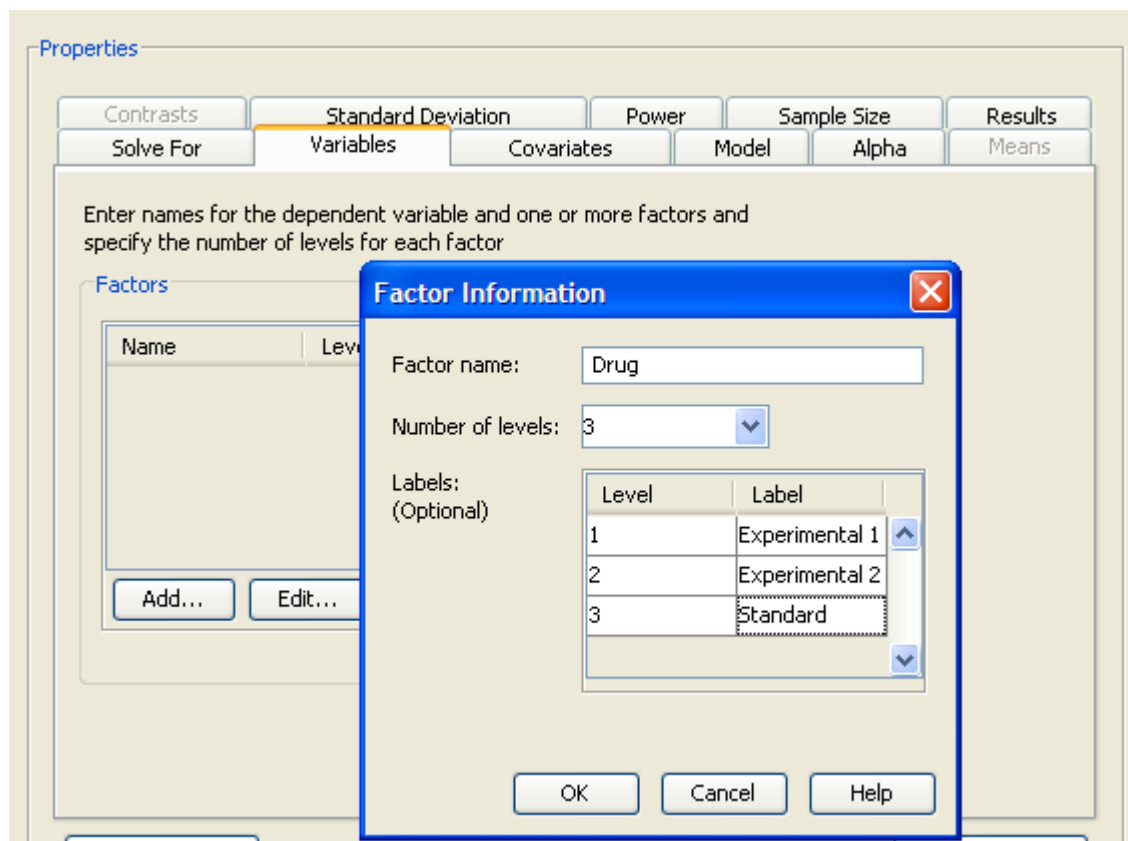 Properties
Contrasts Standard Deviation Power Sample Size Results
Solve For Variables Covariates Model Alpha Means
Enter names for the dependent variable and one or more factors and
specify the number of levels for each factor
Factors
Name Leve
Add... Edit...
Factor Information
Factor name: Drug
Number of levels: 3
Labels:
(Optional)
Level Label
1 Experimental 1
2 Experimental 2
3 Standard
OK Cancel Help